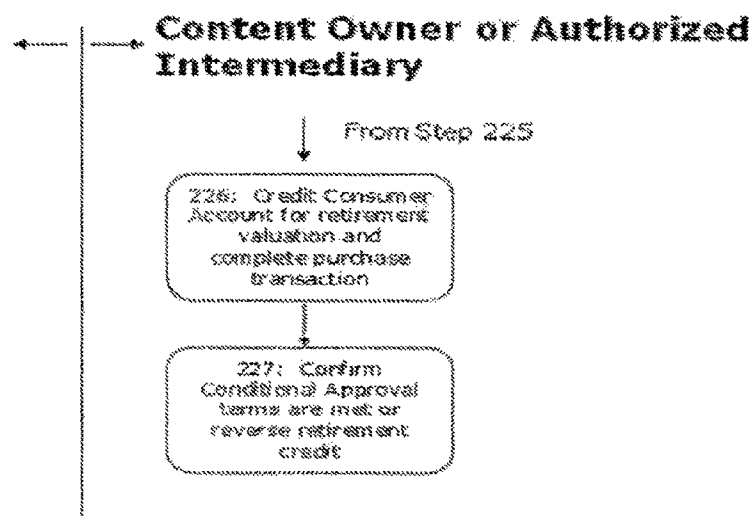 Content Owner or Authorized
Intermediary
From Step 225
226: Credit Consumer
Account for retirement
valuation and
complete purchase
transaction
227: Confirm
Conditional Approval
terms are met or
reverse retirement
credit